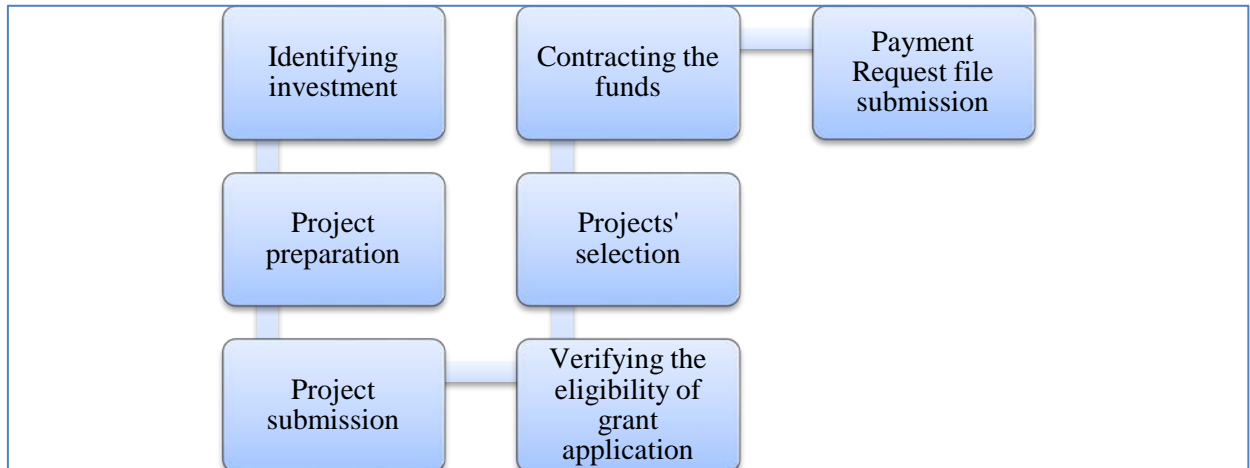 Identifying
investment
Project
preparation
Project
submission
Verifying the
eligibility of
grant
application
Projects'
selection
Contracting the
funds
Payment
Request file
submission